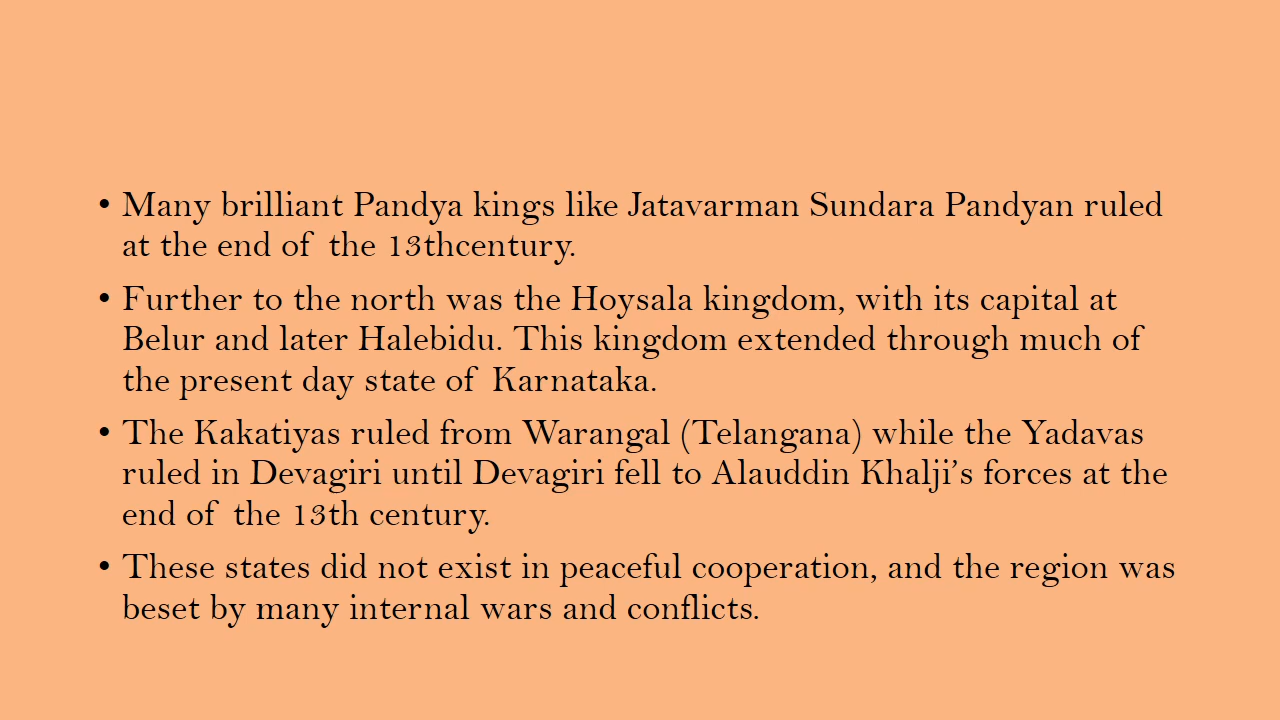 • Many brilliant Pandya kings like Jatavarman Sundara Pandyan ruled
at the end of the 13thcentury.
• Further to the north was the Hoysala kingdom, with its capital at
Belur and later Halebidu. This kingdom extended through much of
the present day state of Karnataka.
• The Kakatiyas ruled from Warangal (Telangana) while the Yadavas
ruled in Devagiri until Devagiri fell to Alauddin Khalji’s forces at the
end of the 13th century.
• These states did not exist in peaceful cooperation, and the region was
beset by many internal wars and conflicts.